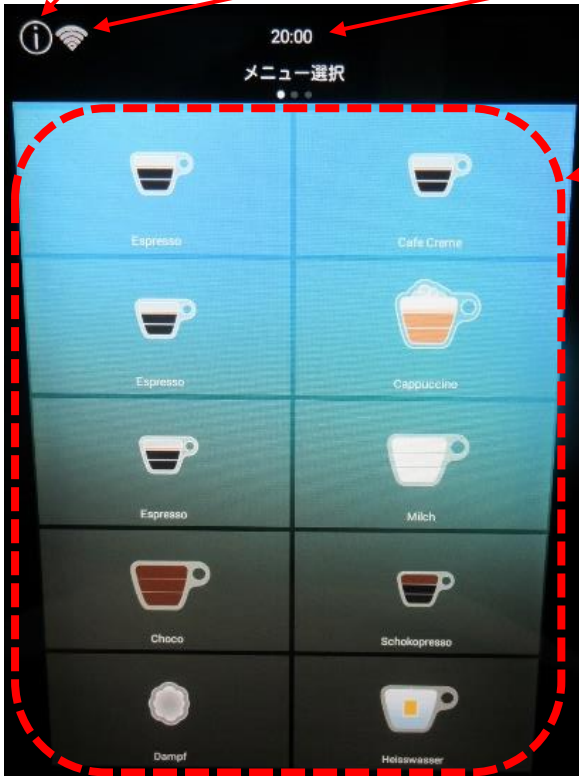 i
20:00
メニュー選択
Espresso
Cafe Creme
Espresso
Cappuccino
Espresso
Milch
Choco
Schokopresso
Dampf
Heisswasser